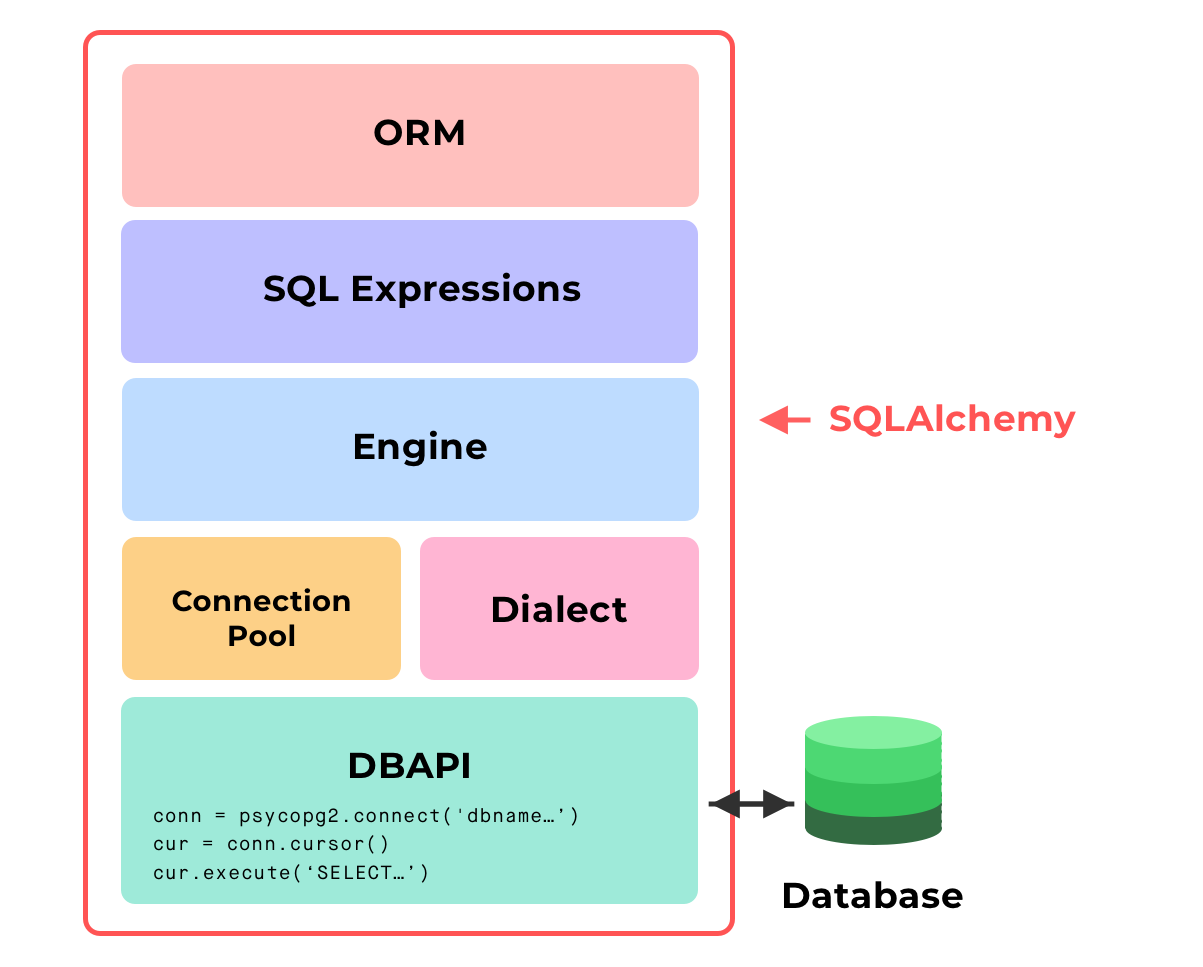 ORM
SQL Expressions
Engine
SQLAlchemy
Connection
Pool
Dialect
DBAPI
conn = psycopg2.connect('dbname…’)
cur = conn.cursor()
cur.execute(‘SELECT…’)
Database